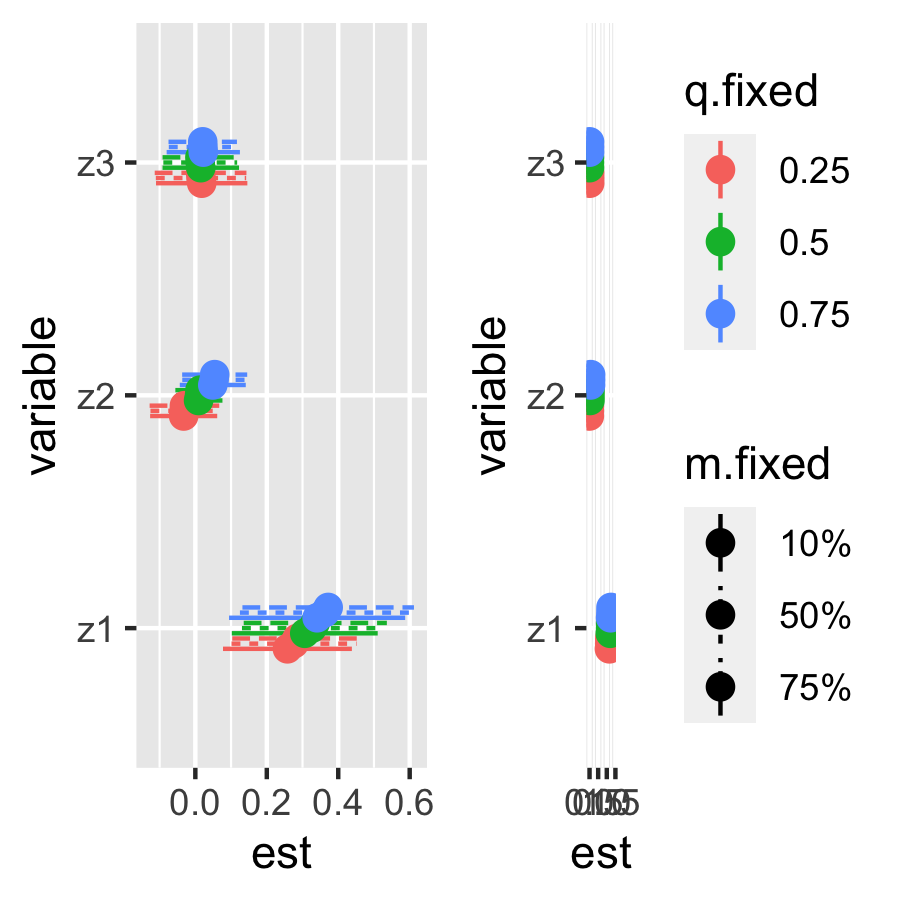 z3
z2
z1
variable
0.0 0.2 0.4 0.6
est
z3
z2
z1
variable
est
q.fixed
0.25
0.5
0.75
m.fixed
10%
50%
75%